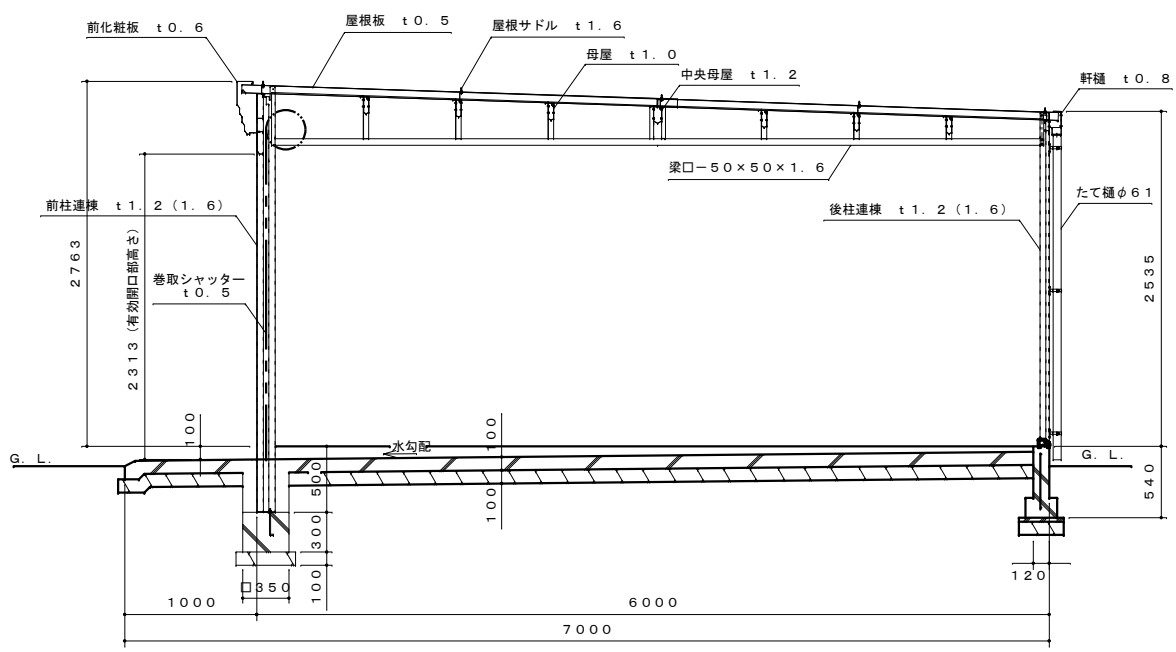 前化粧板　ｔ０．６
屋根板　ｔ０．５
屋根サドル　ｔ１．６
母屋　ｔ１．０
中央母屋　ｔ１．２
軒樋　ｔ０．８
梁口－５０×５０×１．６
たて樋φ６１
前柱連棟　ｔ１．２（１．６）
後柱連棟　ｔ１．２（１．６）
巻取シャッター
ｔ０．５
２７６３
２３１３（有効開口部高さ）
２５３５
１００
水勾配
１００
Ｇ．Ｌ．
Ｇ．Ｌ．
５００
１００
５４０
３００
１００
□３５０
１２０
１０００
６０００
７０００